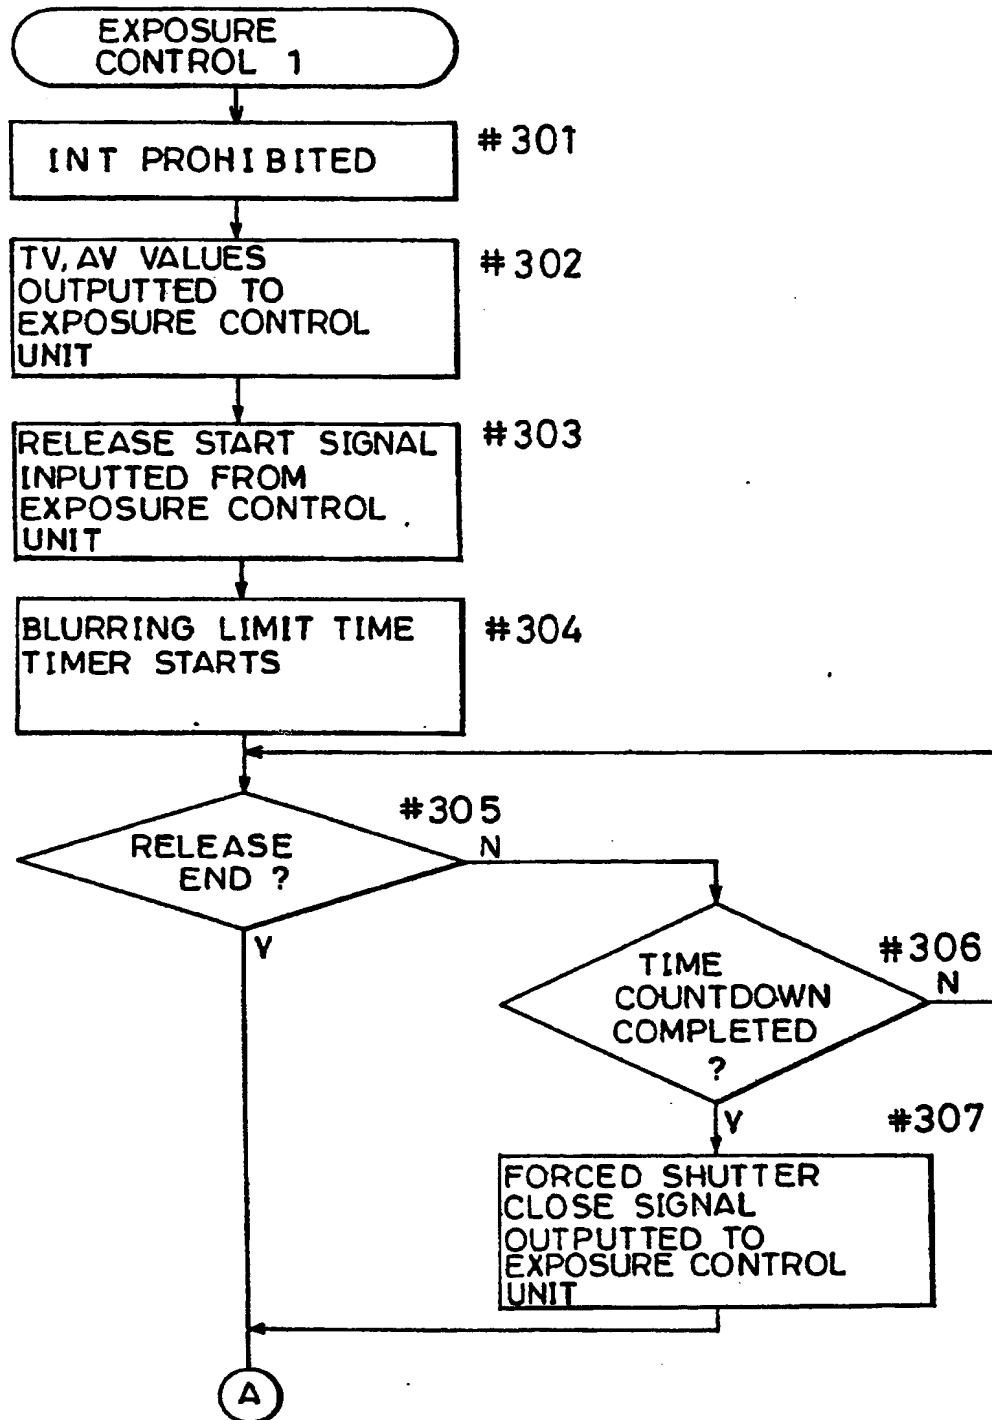 EXPOSURE
CONTROL 1
INT PROHIBITED
#301
TV, AV VALUES
OUTPUTTED TO
EXPOSURE CONTROL
UNIT
#302
RELEASE START SIGNAL
INPUTTED FROM
EXPOSURE CONTROL
UNIT
#303
BLURRING LIMIT TIME
TIMER STARTS
#304
#305
RELEASE
END ?
N
Y
#306
TIME
COUNTDOWN
COMPLETED
?
N
Y
#307
FORCED SHUTTER
CLOSE SIGNAL
OUTPUTTED TO
EXPOSURE CONTROL
UNIT
A